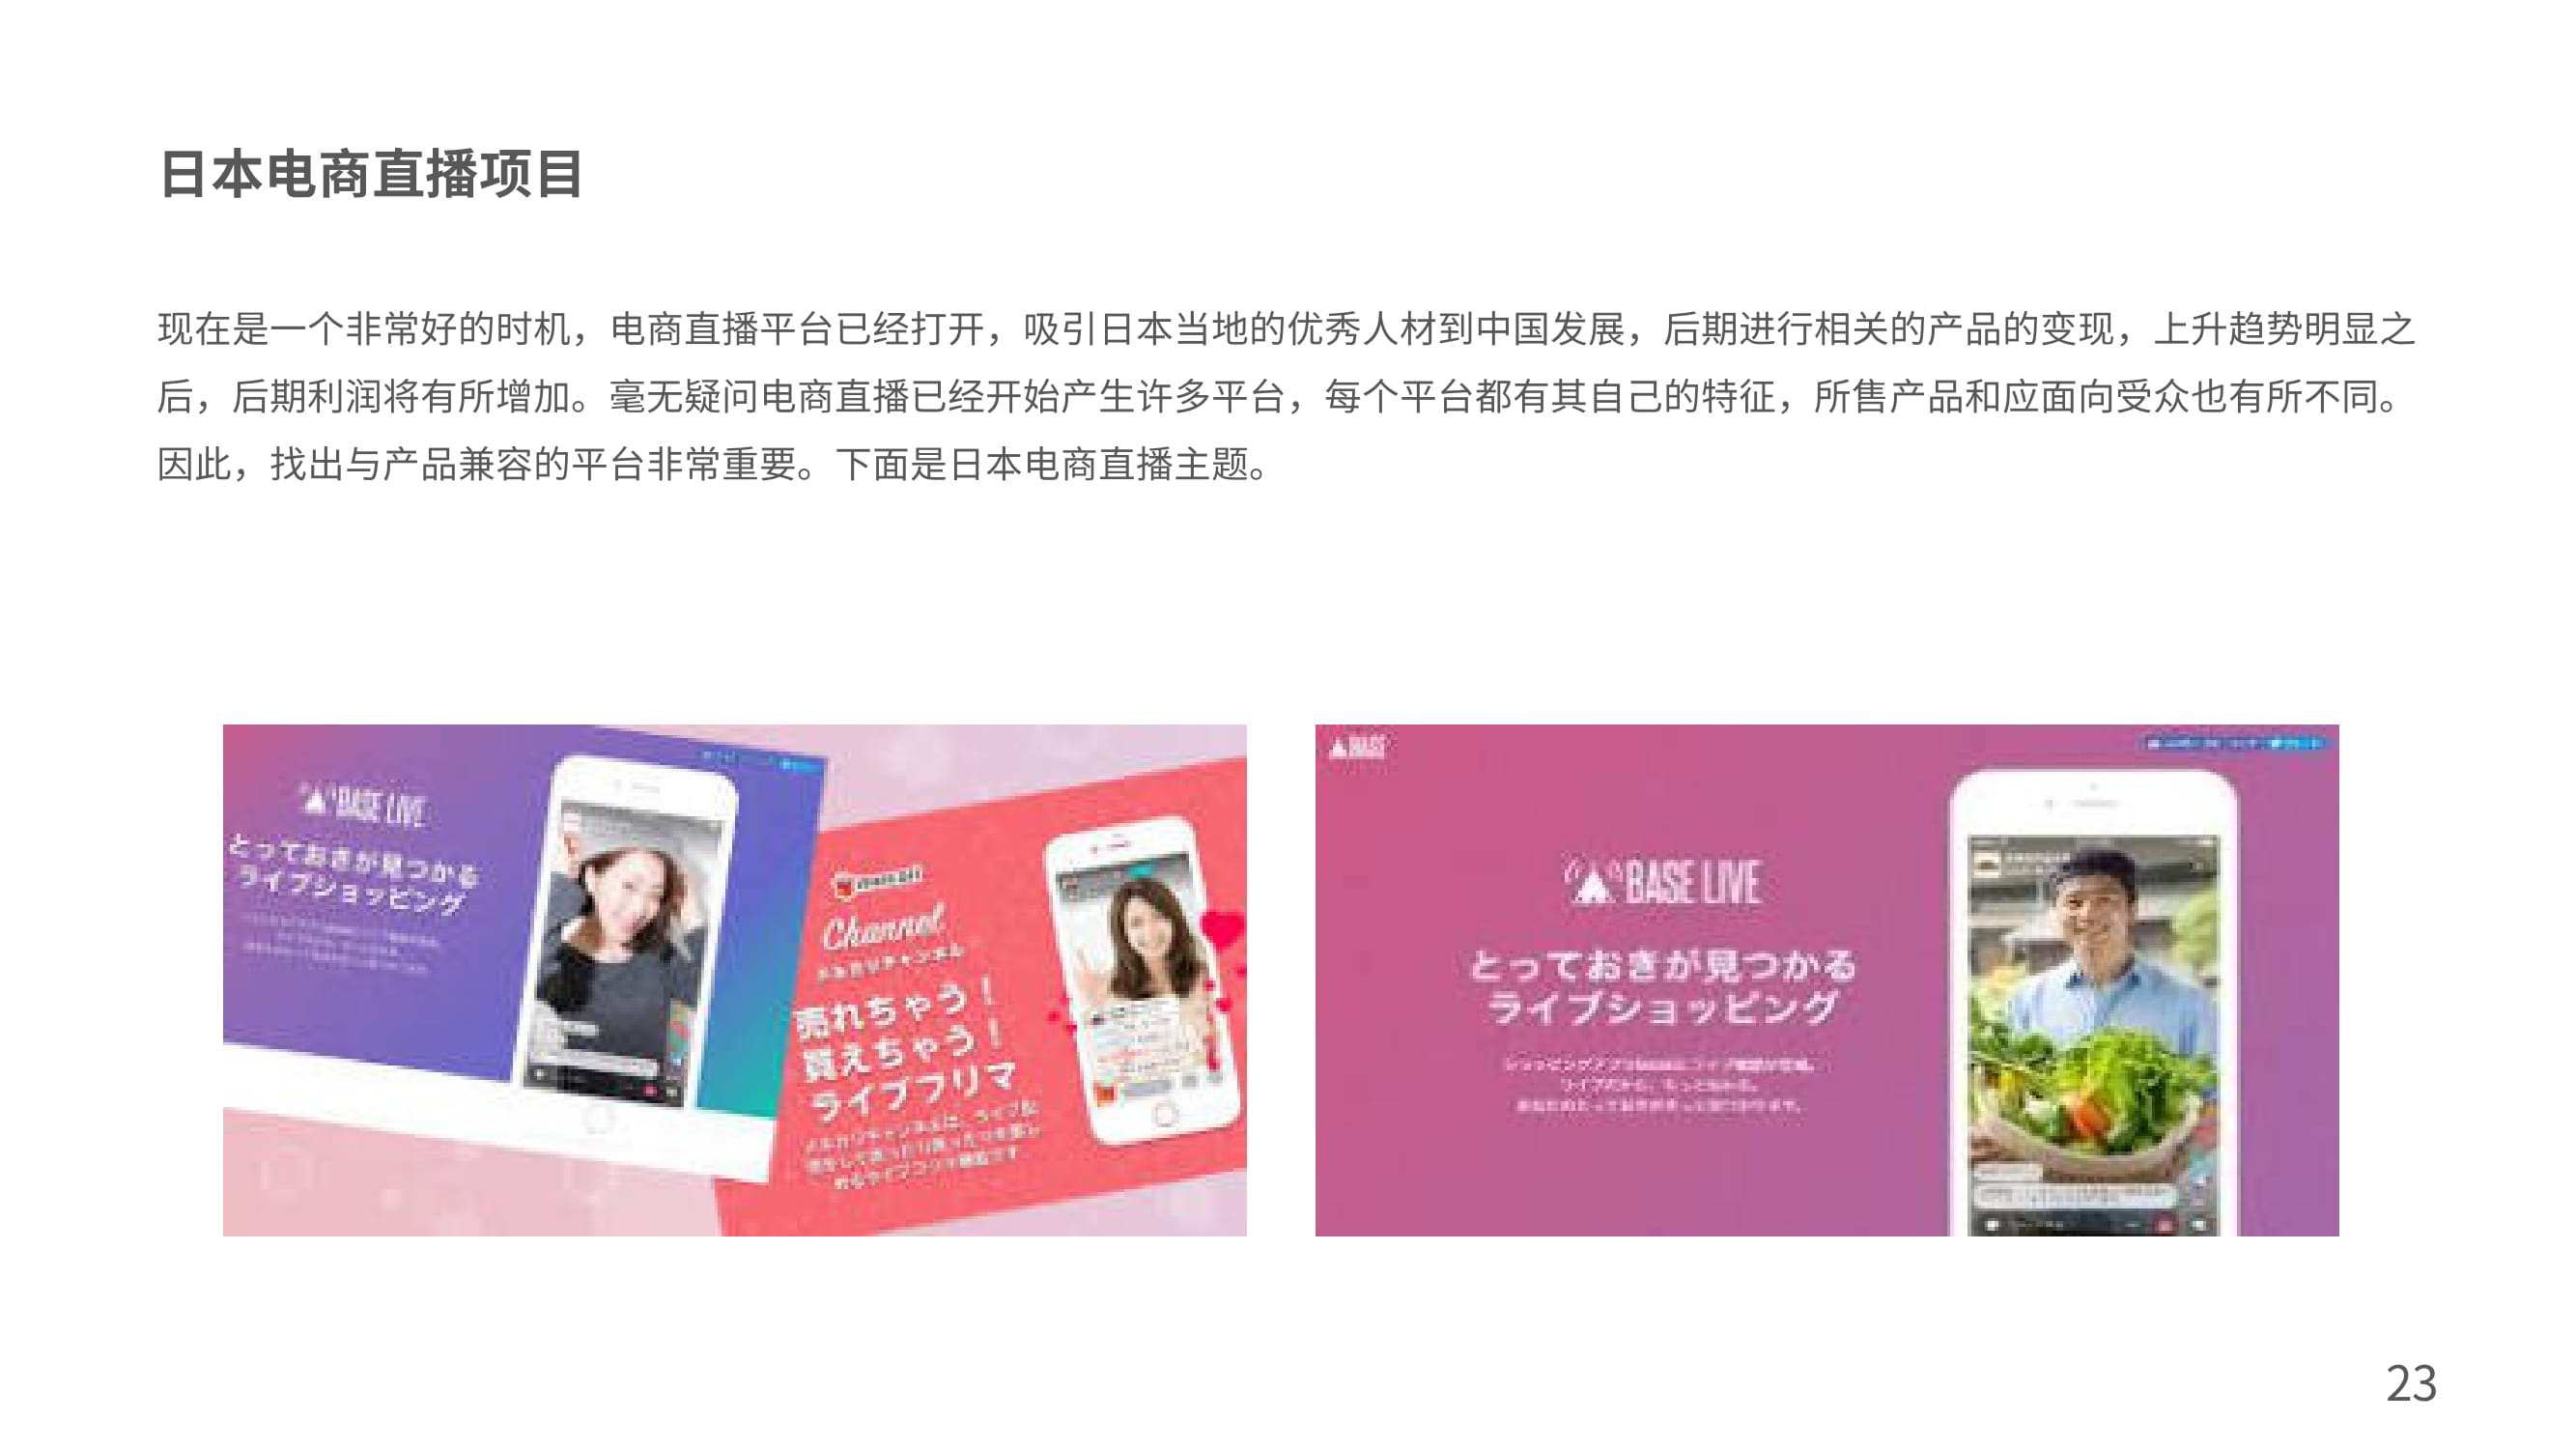 日本电商直播项目
现在是一个非常好的时机，电商直播平台已经打开，吸引日本当地的优秀人材到中国发展，后期进行相关的产品的变现，上升趋势明显之
后，后期利润将有所增加。毫无疑问电商直播已经开始产生许多平台，每个平台都有其自己的特征，所售产品和应面向受众也有所不同。
因此，找出与产品兼容的平台非常重要。下面是日本电商直播主题。
BASE LIVE
とっておきが見つかる
ライブショッピング
Channel
メルカリチャンネル
売れちゃう！
買えちゃう！
ライブフリマ
BASE
BASE LIVE
とっておきが見つかる
ライブショッピング
23